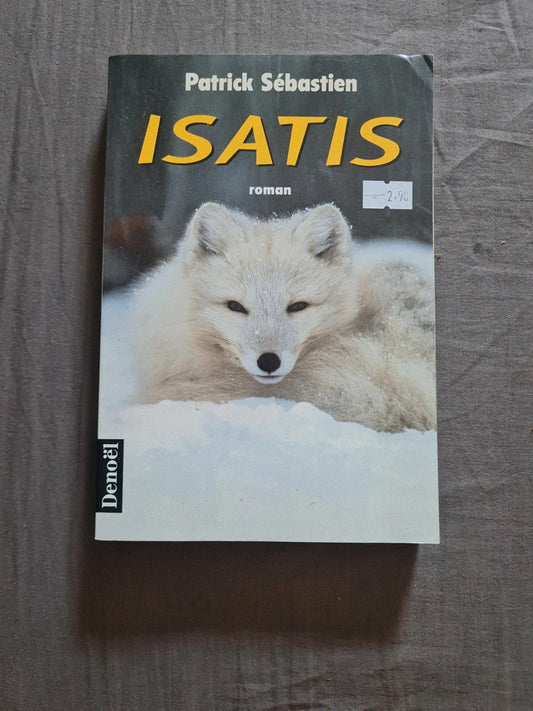 Patrick Sébastien
ISATIS
roman
2.90
Denoël